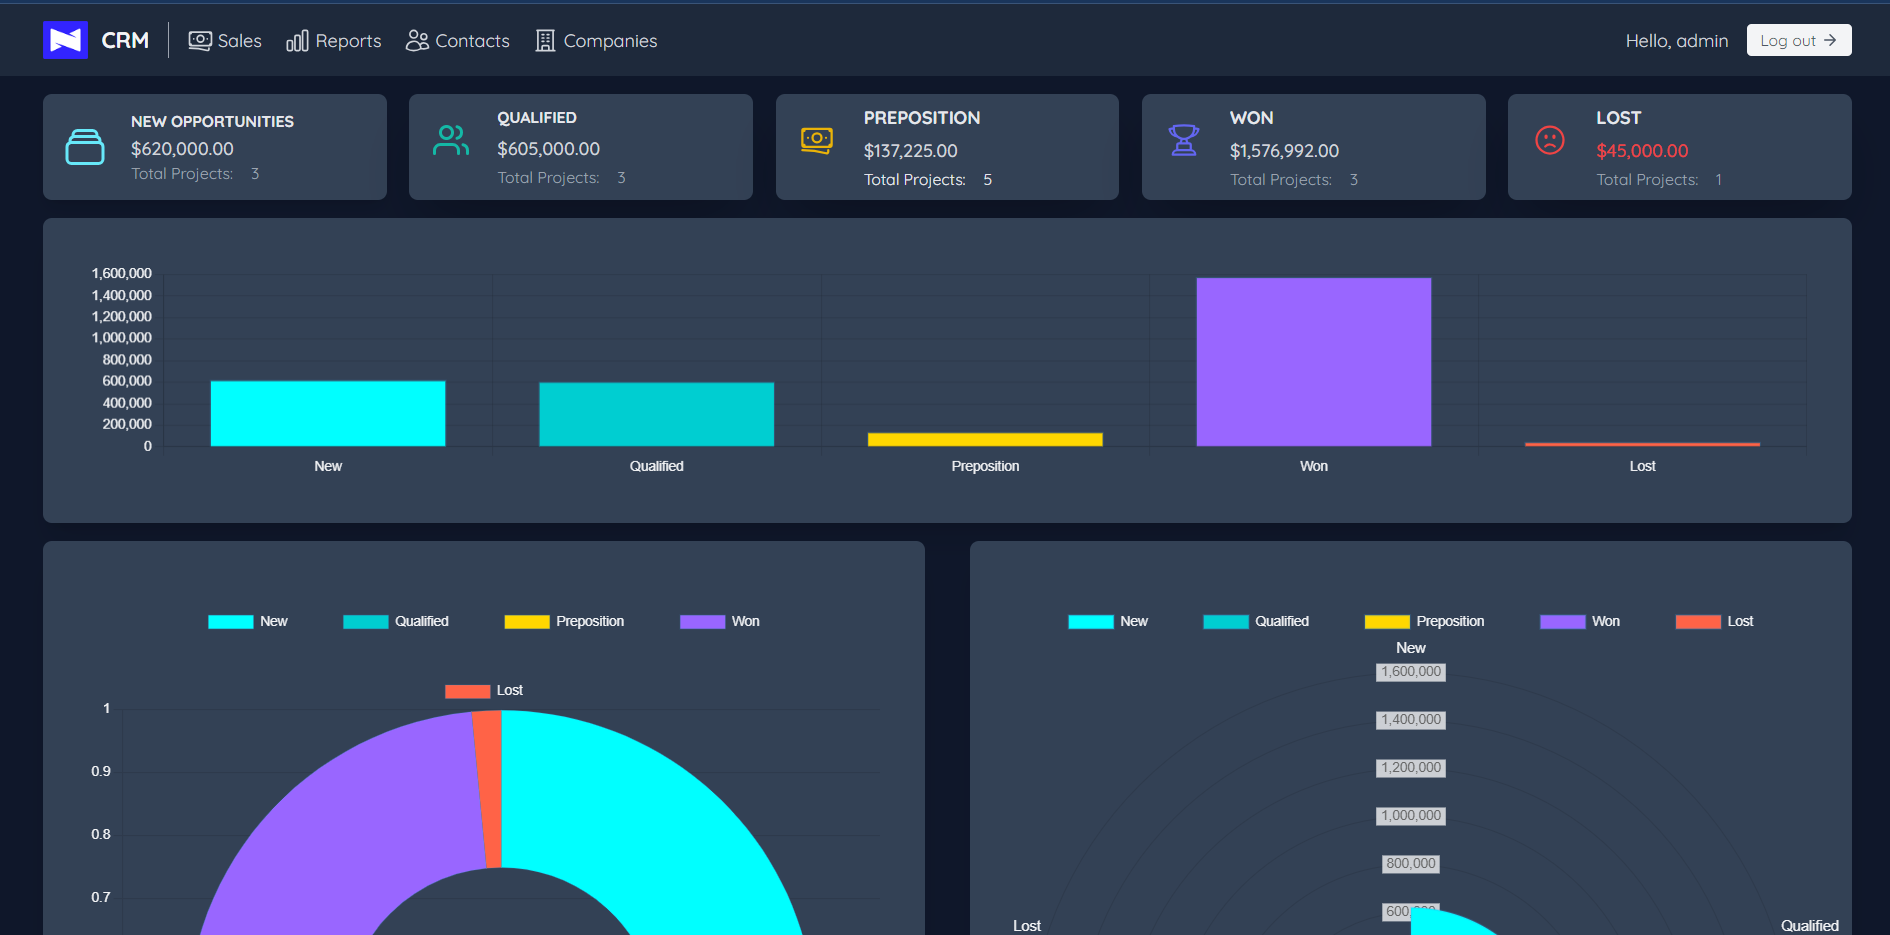 CRM Sales Reports Contacts Companies Hello, admin Log out
NEW OPPORTUNITIES
$620,000.00
Total Projects: 3
QUALIFIED
$605,000.00
Total Projects: 3
PREPOSITION
$137,225.00
Total Projects: 5
WON
$1,576,992.00
Total Projects: 3
LOST
$45,000.00
Total Projects: 1
1,600,000
1,400,000
1,200,000
1,000,000
800,000
600,000
400,000
200,000
0
New Qualified Preposition Won Lost
New Qualified Preposition Won
Lost
1
0.9
0.8
0.7
New Qualified Preposition Won Lost
New
1,600,000
1,400,000
1,200,000
1,000,000
800,000
600,000
Lost Qualified